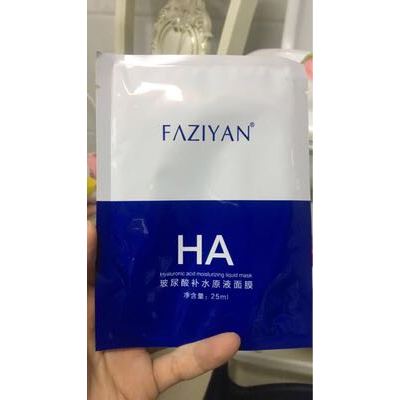 FAZIYAN®
HA
Hyaluronic acid moisturizing liquid mask
玻尿酸补水原液面膜
净含量：25ml